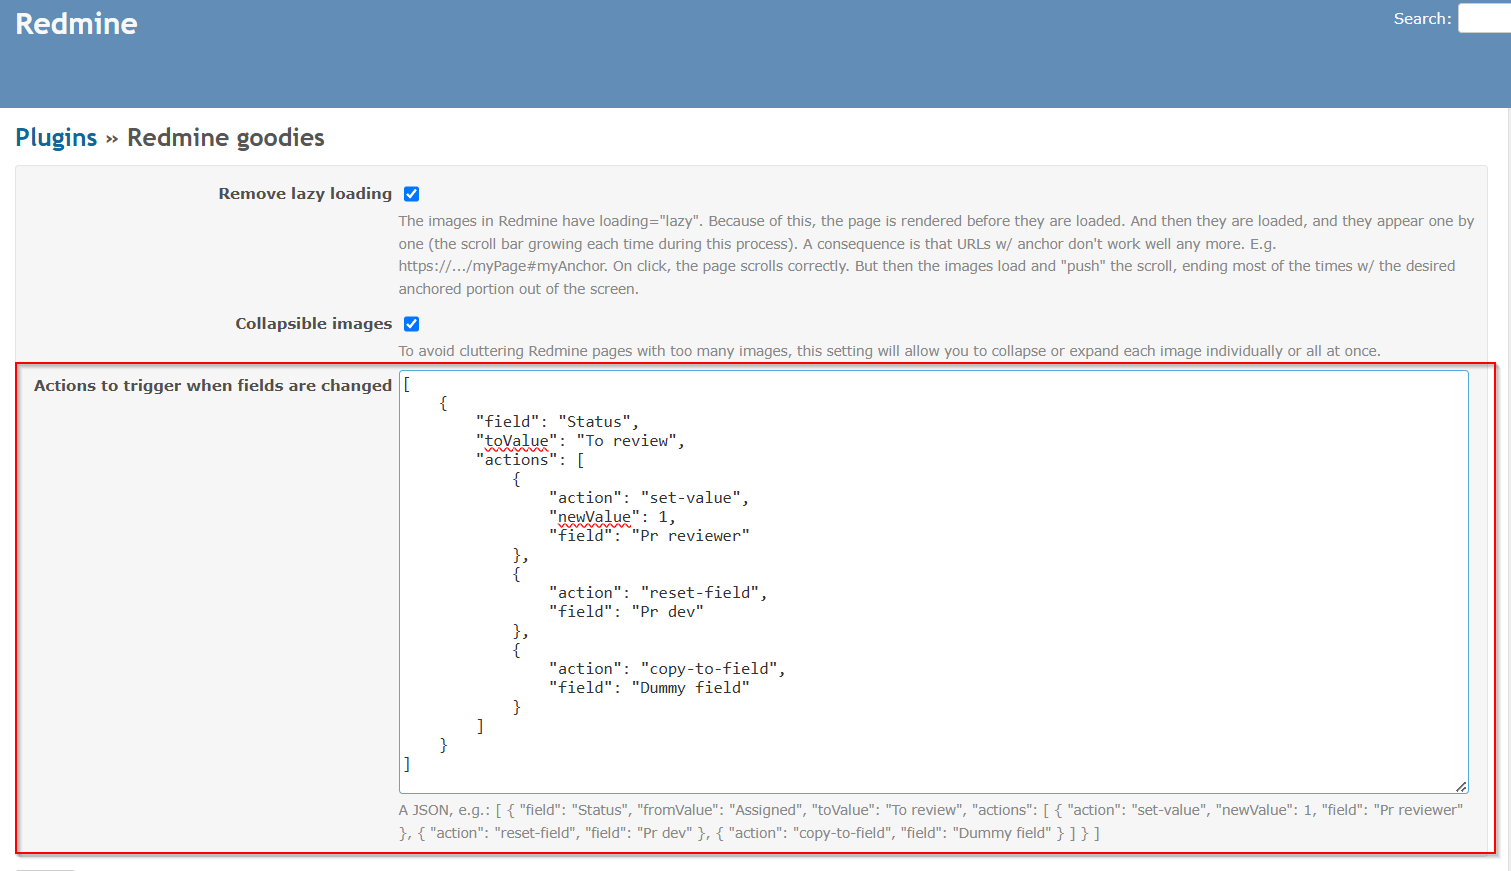 Redmine
Search:
Plugins » Redmine goodies
Remove lazy loading
The images in Redmine have loading="lazy". Because of this, the page is rendered before they are loaded. And then they are loaded, and they appear one by
one (the scroll bar growing each time during this process). A consequence is that URLs w/ anchor don't work well any more. E.g.
https://.../myPage#myAnchor. On click, the page scrolls correctly. But then the images load and "push" the scroll, ending most of the times w/ the desired
anchored portion out of the screen.
Collapsible images
To avoid cluttering Redmine pages with too many images, this setting will allow you to collapse or expand each image individually or all at once.
Actions to trigger when fields are changed
[
    {
        "field": "Status",
        "toValue": "To review",
        "actions": [
            {
                "action": "set-value",
                "newValue": 1,
                "field": "Pr reviewer"
            },
            {
                "action": "reset-field",
                "field": "Pr dev"
            },
            {
                "action": "copy-to-field",
                "field": "Dummy field"
            }
        ]
    }
]
A JSON, e.g.: [ { "field": "Status", "fromValue": "Assigned", "toValue": "To review", "actions": [ { "action": "set-value", "newValue": 1, "field": "Pr reviewer"
}, { "action": "reset-field", "field": "Pr dev" }, { "action": "copy-to-field", "field": "Dummy field" } ] } ]